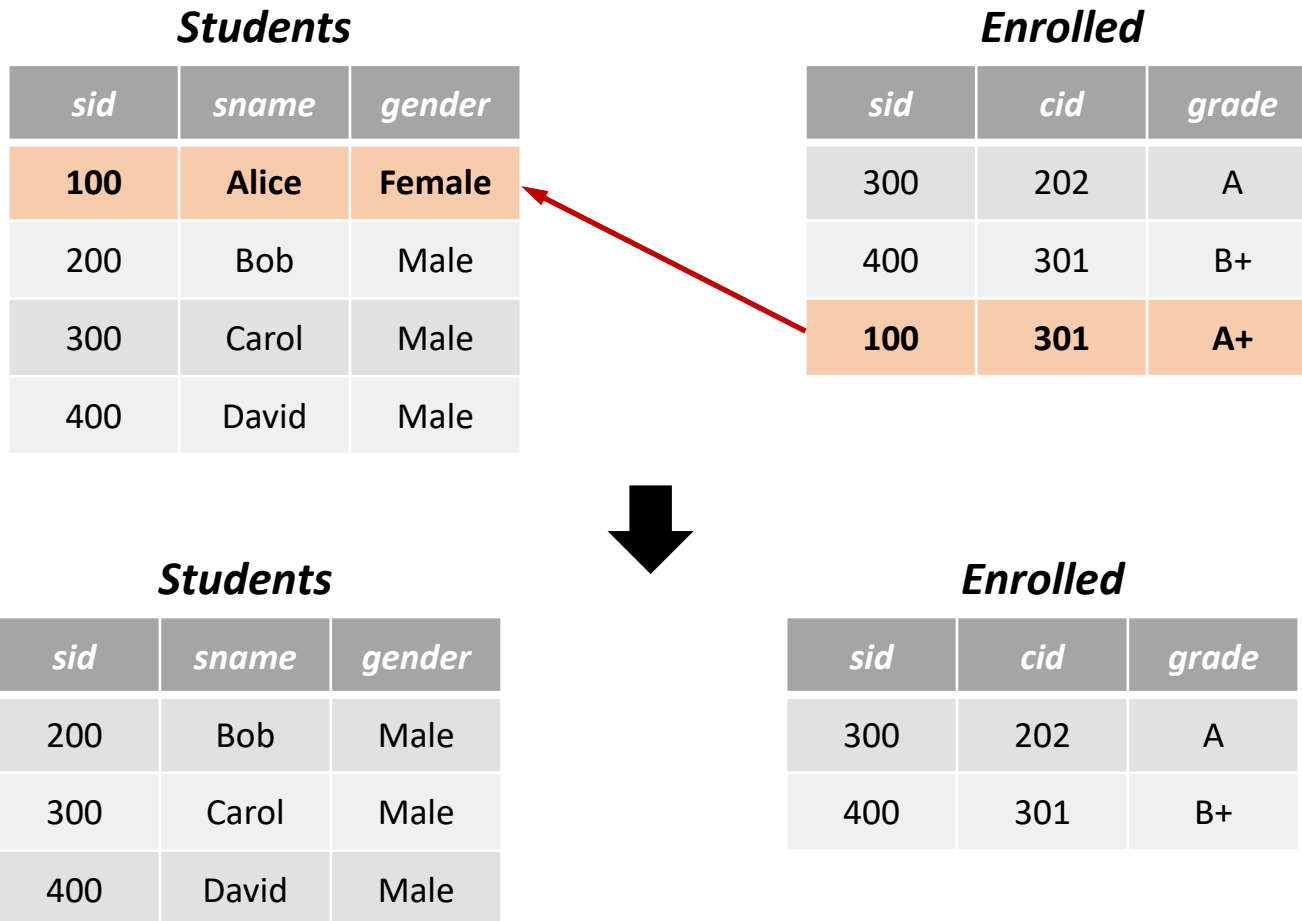 Students
sid sname gender
100 Alice Female
200 Bob Male
300 Carol Male
400 David Male
Enrolled
sid cid grade
300 202 A
400 301 B+
100 301 A+
Students
sid sname gender
200 Bob Male
300 Carol Male
400 David Male
Enrolled
sid cid grade
300 202 A
400 301 B+